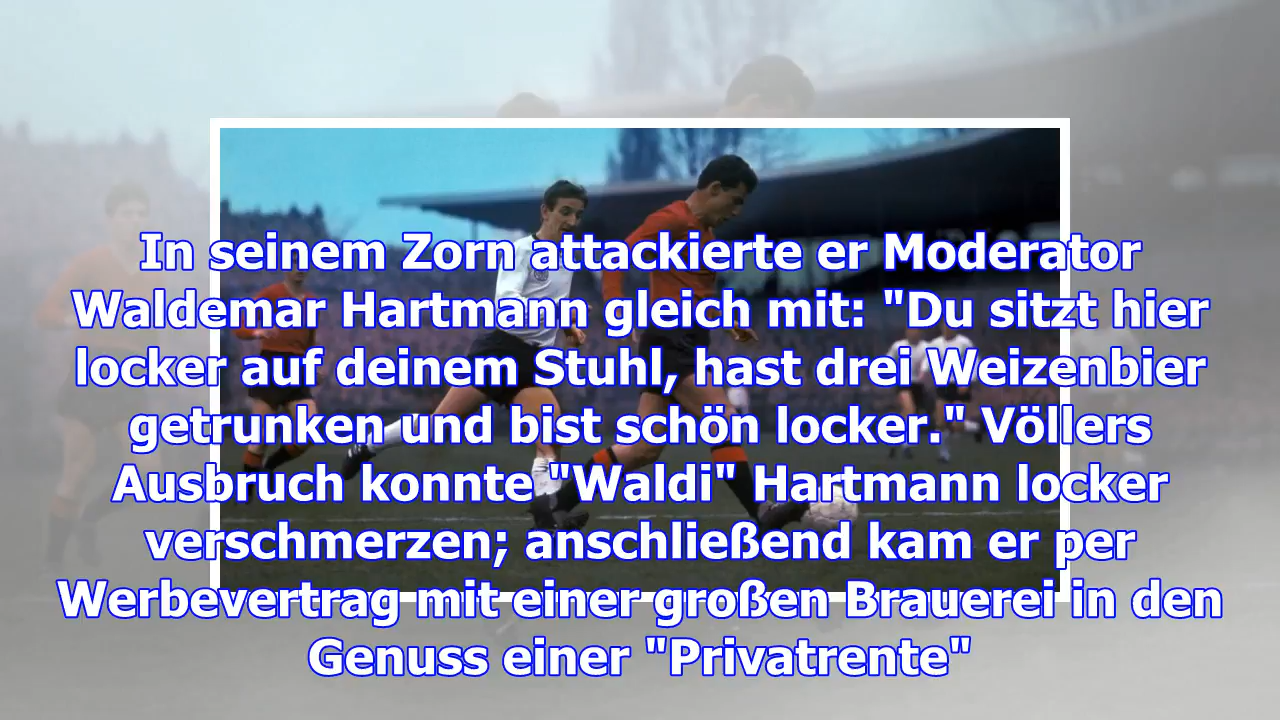 In seinem Zorn attackierte er Moderator
Waldemar Hartmann gleich mit: "Du sitzt hier
locker auf deinem Stuhl, hast drei Weizenbier
getrunken und bist schön locker." Völlers
Ausbruch konnte "Waldi" Hartmann locker
verschmerzen; anschließend kam er per
Werbevertrag mit einer großen Brauerei in den
Genuss einer "Privatrente"